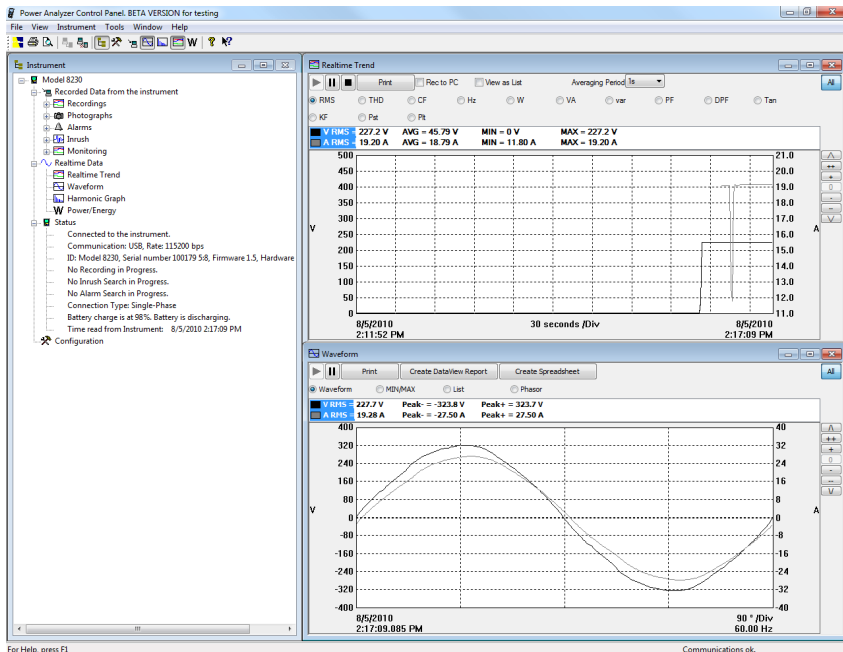 Power Analyzer Control Panel. BETA VERSION for testing
File View Instrument Tools Window Help
W
Instrument
Model 8230
Recorded Data from the instrument
Recordings
Photographs
Alarms
Inrush
Monitoring
Realtime Data
Realtime Trend
Waveform
Harmonic Graph
W Power/Energy
Status
Connected to the instrument.
Communication: USB, Rate: 115200 bps
ID: Model 8230, Serial number 100179 5:8, Firmware 1.5, Hardware
No Recording in Progress.
No Inrush Search in Progress.
No Alarm Search in Progress.
Connection Type: Single-Phase
Battery charge is at 98%. Battery is discharging.
Time read from Instrument: 8/5/2010 2:17:09 PM
Configuration
Realtime Trend
Print Rec to PC View as List Averaging Period 1s All
RMS THD CF Hz W VA var PF DPF Tan
KF Pst Plt
V RMS = 227.2 V AVG = 45.79 V MIN = 0 V MAX = 227.2 V
A RMS = 19.20 A AVG = 18.79 A MIN = 11.80 A MAX = 19.20 A
500 21.0
450 20.0
400 19.0
350 18.0
300 17.0
V A
250 16.0
200 15.0
150 14.0
100 13.0
50 12.0
0 11.0
8/5/2010 30 seconds /Div 8/5/2010
2:11:52 PM 2:17:09 PM
Waveform
Print Create DataView Report Create Spreadsheet All
Waveform MIN/MAX List Phasor
V RMS = 227.7 V Peak- = -323.8 V Peak+ = 323.7 V
A RMS = 19.28 A Peak- = -27.50 A Peak+ = 27.50 A
400 40
320 32
240 24
160 16
80 8
V A
0 0
-80 -8
-160 -16
-240 -24
-320 -32
-400 -40
8/5/2010 90 ° /Div
2:17:09.085 PM 60.00 Hz
For Help, press F1 Communications ok.